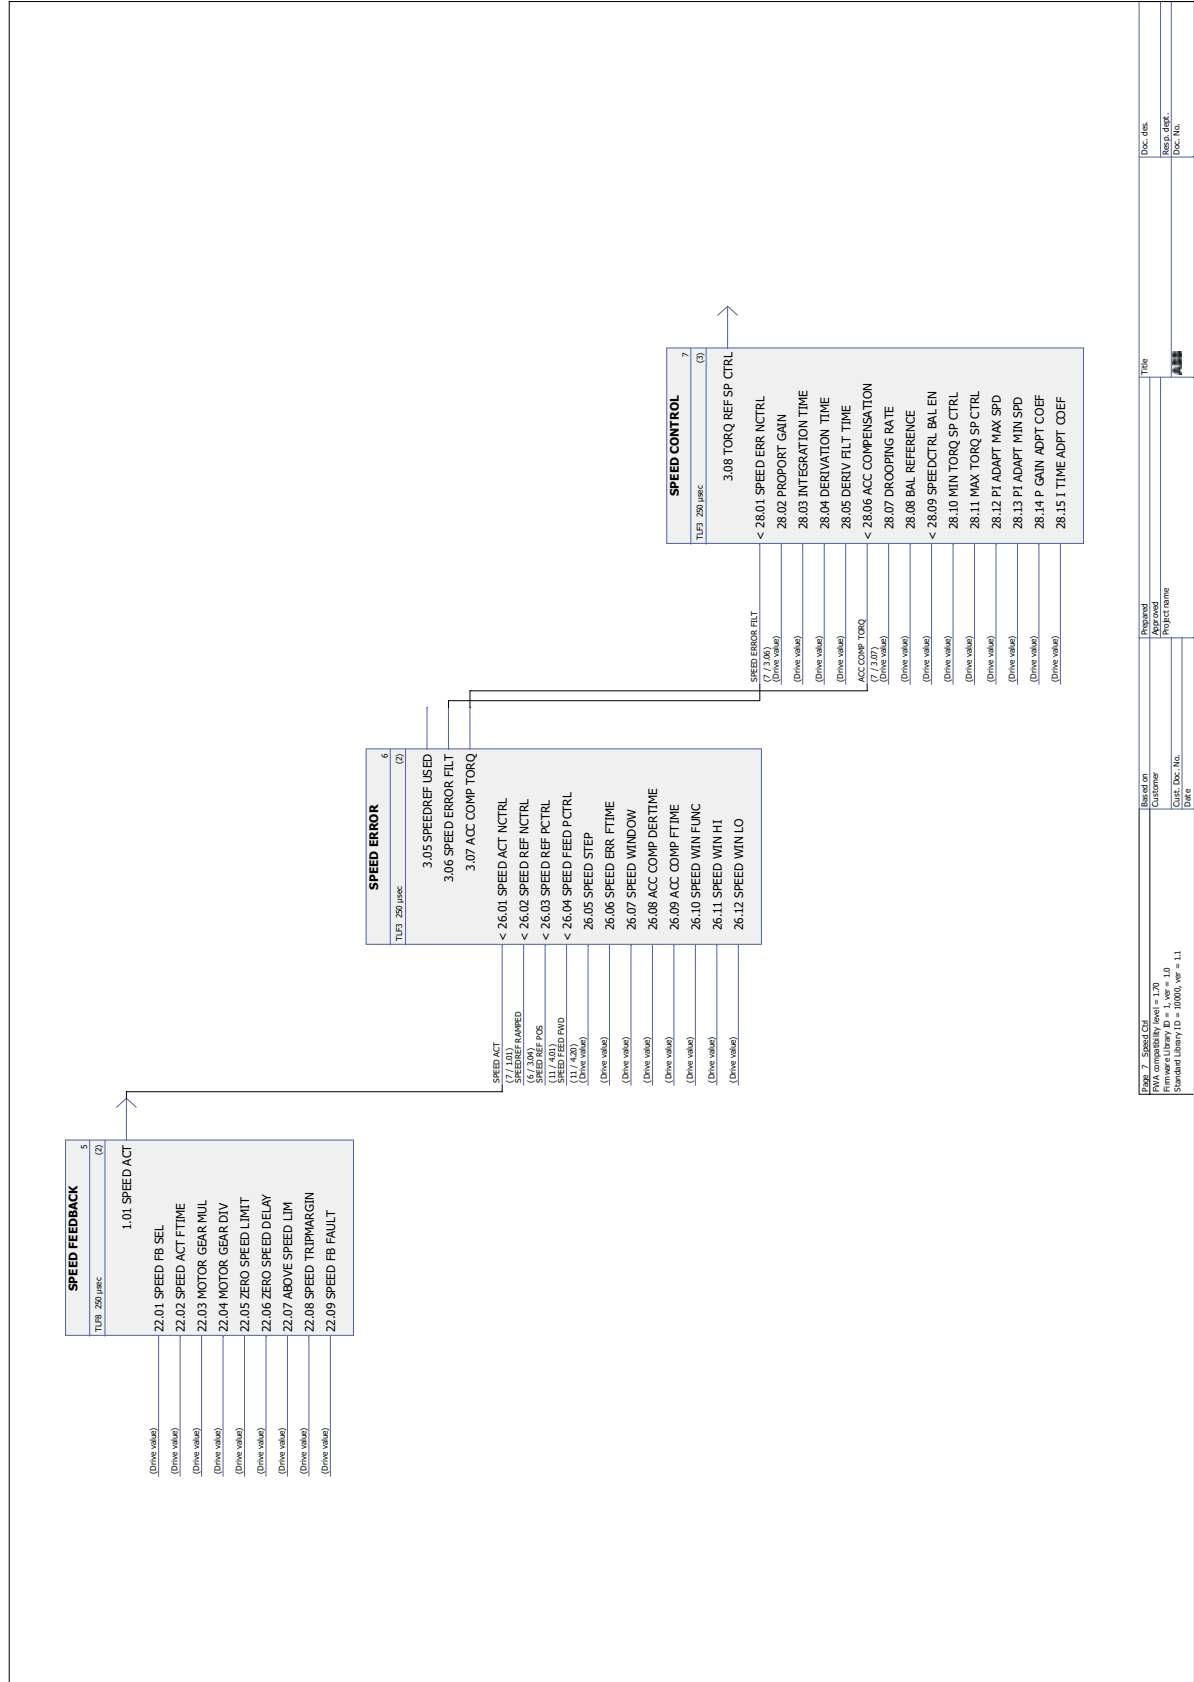 SPEED FEEDBACK
5
TLF8 250 µsec
(2)
1.01 SPEED ACT
(Drive value)
22.01 SPEED FB SEL
(Drive value)
22.02 SPEED ACT FTIME
(Drive value)
22.03 MOTOR GEAR MUL
(Drive value)
22.04 MOTOR GEAR DIV
(Drive value)
22.05 ZERO SPEED LIMIT
(Drive value)
22.06 ZERO SPEED DELAY
(Drive value)
22.07 ABOVE SPEED LIM
(Drive value)
22.08 SPEED TRIPMARGIN
(Drive value)
22.09 SPEED FB FAULT
SPEED ERROR
6
TLF3 250 µsec
(2)
3.05 SPEEDREF USED
3.06 SPEED ERROR FILT
3.07 ACC COMP TORQ
SPEED ACT
(7 / 1.01)
< 26.01 SPEED ACT NCTRL
SPEEDREF RAMPED
(6 / 3.04)
< 26.02 SPEED REF NCTRL
SPEED REF POS
(11 / 4.01)
< 26.03 SPEED REF PCTRL
SPEED FEED FWD
(11 / 4.20)
< 26.04 SPEED FEED PCTRL
(Drive value)
26.05 SPEED STEP
(Drive value)
26.06 SPEED ERR FTIME
(Drive value)
26.07 SPEED WINDOW
(Drive value)
26.08 ACC COMP DERTIME
(Drive value)
26.09 ACC COMP FTIME
(Drive value)
26.10 SPEED WIN FUNC
(Drive value)
26.11 SPEED WIN HI
(Drive value)
26.12 SPEED WIN LO
SPEED CONTROL
7
TLF3 250 µsec
(3)
3.08 TORQ REF SP CTRL
SPEED ERROR FILT
(7 / 3.06)
< 28.01 SPEED ERR NCTRL
(Drive value)
28.02 PROPORT GAIN
(Drive value)
28.03 INTEGRATION TIME
(Drive value)
28.04 DERIVATION TIME
(Drive value)
28.05 DERIV FILT TIME
ACC COMP TORQ
(7 / 3.07)
< 28.06 ACC COMPENSATION
(Drive value)
28.07 DROOPING RATE
(Drive value)
28.08 BAL REFERENCE
(Drive value)
< 28.09 SPEEDCTRL BAL EN
(Drive value)
28.10 MIN TORQ SP CTRL
(Drive value)
28.11 MAX TORQ SP CTRL
(Drive value)
28.12 PI ADAPT MAX SPD
(Drive value)
28.13 PI ADAPT MIN SPD
(Drive value)
28.14 P GAIN ADPT COEF
(Drive value)
28.15 I TIME ADPT COEF
Page 7 Speed Ctrl
FWA compatibility level = 1.70
Firmware Library ID = 1, ver = 1.0
Standard Library ID = 10000, ver = 1.1
Based on
Customer
Cust. Doc. No.
Date
Prepared
Approved
Project name
Title
ABB
Doc. des.
Resp. dept.
Doc. No.